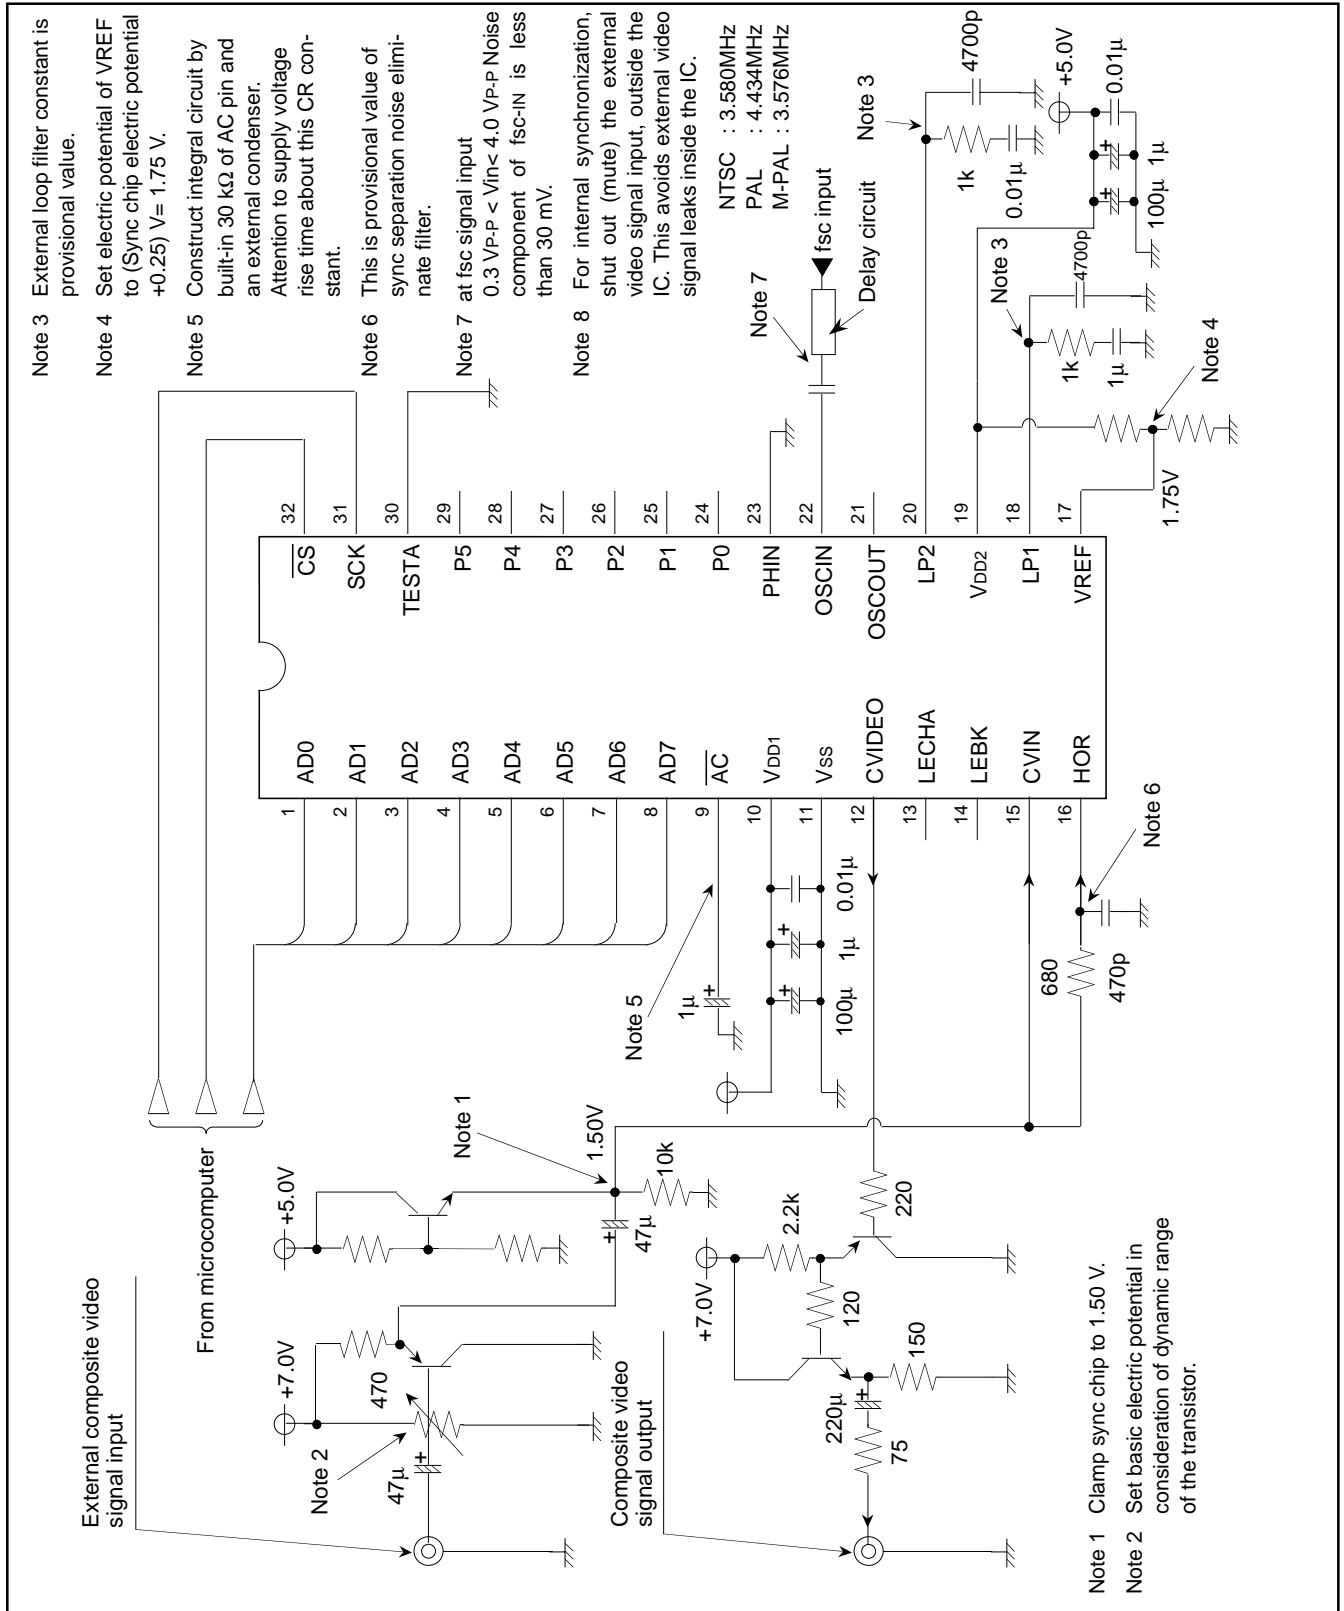 Note 3 External loop filter constant is
provisional value.
Note 4 Set electric potential of VREF
to (Sync chip electric potential
+0.25) V= 1.75 V.
Note 5 Construct integral circuit by
built-in 30 kΩ of AC pin and
an external condenser.
Attention to supply voltage
rise time about this CR con-
stant.
Note 6 This is provisional value of
sync separation noise elimi-
nate filter.
Note 7 at fsc signal input
0.3 VP-P < Vin< 4.0 VP-P Noise
component of fsc-IN is less
than 30 mV.
Note 8 For internal synchronization,
shut out (mute) the external
video signal input, outside the
IC. This avoids external video
signal leaks inside the IC.
NTSC : 3.580MHz
PAL : 4.434MHz
M-PAL : 3.576MHz
fsc input
Delay circuit
Note 7
Note 3
4700p
1k
0.01µ
+5.0V
0.01µ
1µ
100µ
Note 3
4700p
1k
1µ
Note 4
1.75V
32
31
30
29
28
27
26
25
24
23
22
21
20
19
18
17
CS
SCK
TESTA
P5
P4
P3
P2
P1
P0
PHIN
OSCIN
OSCOUT
LP2
VDD2
LP1
VREF
AD0
AD1
AD2
AD3
AD4
AD5
AD6
AD7
AC
VDD1
VSS
CVIDEO
LECHA
LEBK
CVIN
HOR
1
2
3
4
5
6
7
8
9
10
11
12
13
14
15
16
Note 6
0.01µ
+
1µ
+
100µ
+
1µ
Note 5
680
470p
From microcomputer
Note 1
1.50V
+5.0V
10k
+
47µ
External composite video
signal input
+7.0V
470
Note 2
+
47µ
Composite video
signal output
+7.0V
2.2k
220
120
150
+
220µ
75
Note 1 Clamp sync chip to 1.50 V.
Note 2 Set basic electric potential in
consideration of dynamic range
of the transistor.